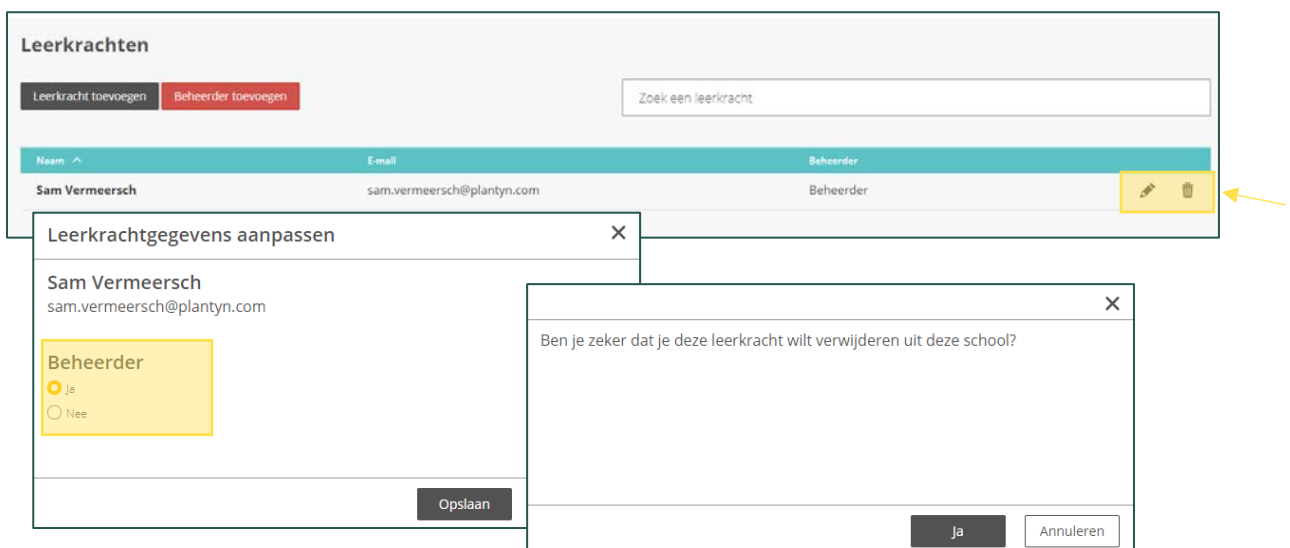 Leerkrachten
Leerkracht toevoegen Beheerder toevoegen Zoek een leerkracht
Naam E-mail Beheerder
Sam Vermeersch sam.vermeersch@plantyn.com Beheerder
Leerkrachtgegevens aanpassen
Sam Vermeersch
sam.vermeersch@plantyn.com
Beheerder
Ja
Nee
Opslaan
Ben je zeker dat je deze leerkracht wilt verwijderen uit deze school?
Ja Annuleren